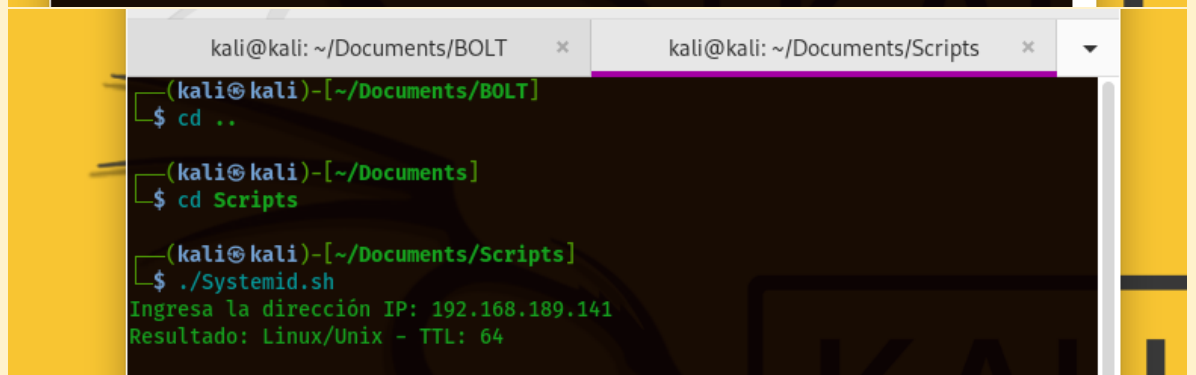 kali@kali: ~/Documents/BOLT × kali@kali: ~/Documents/Scripts ×
(kali㉿kali)-[~/Documents/BOLT]
$ cd ..
(kali㉿kali)-[~/Documents]
$ cd Scripts
(kali㉿kali)-[~/Documents/Scripts]
$ ./Systemid.sh
Ingresa la dirección IP: 192.168.189.141
Resultado: Linux/Unix - TTL: 64